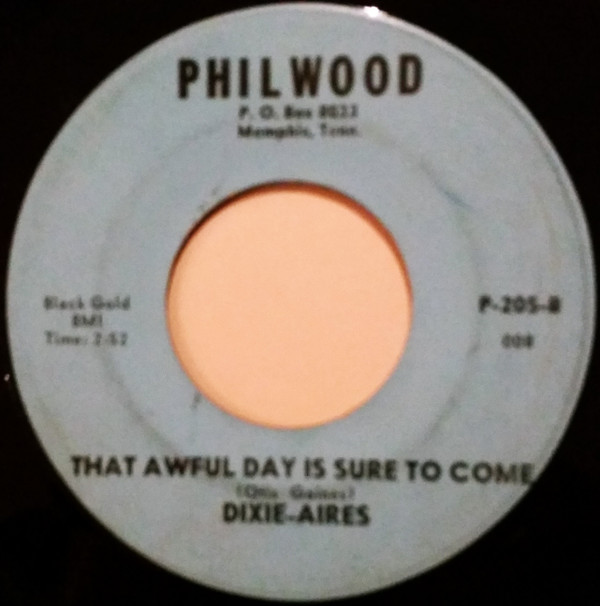 PHILWOOD
P. O. Box
Memphis, Tenn.
Black Gold
BMI
Time: 2:52
P-205-B
008
THAT AWFUL DAY IS SURE TO COME
(Otis Gaines)
DIXIE-AIRES